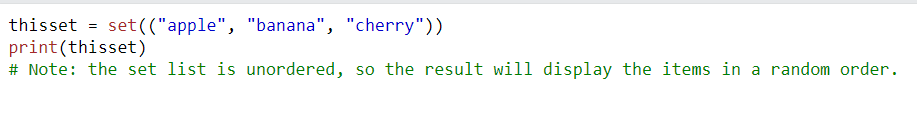 thisset = set(("apple", "banana", "cherry"))
print(thisset)
# Note: the set list is unordered, so the result will display the items in a random order.